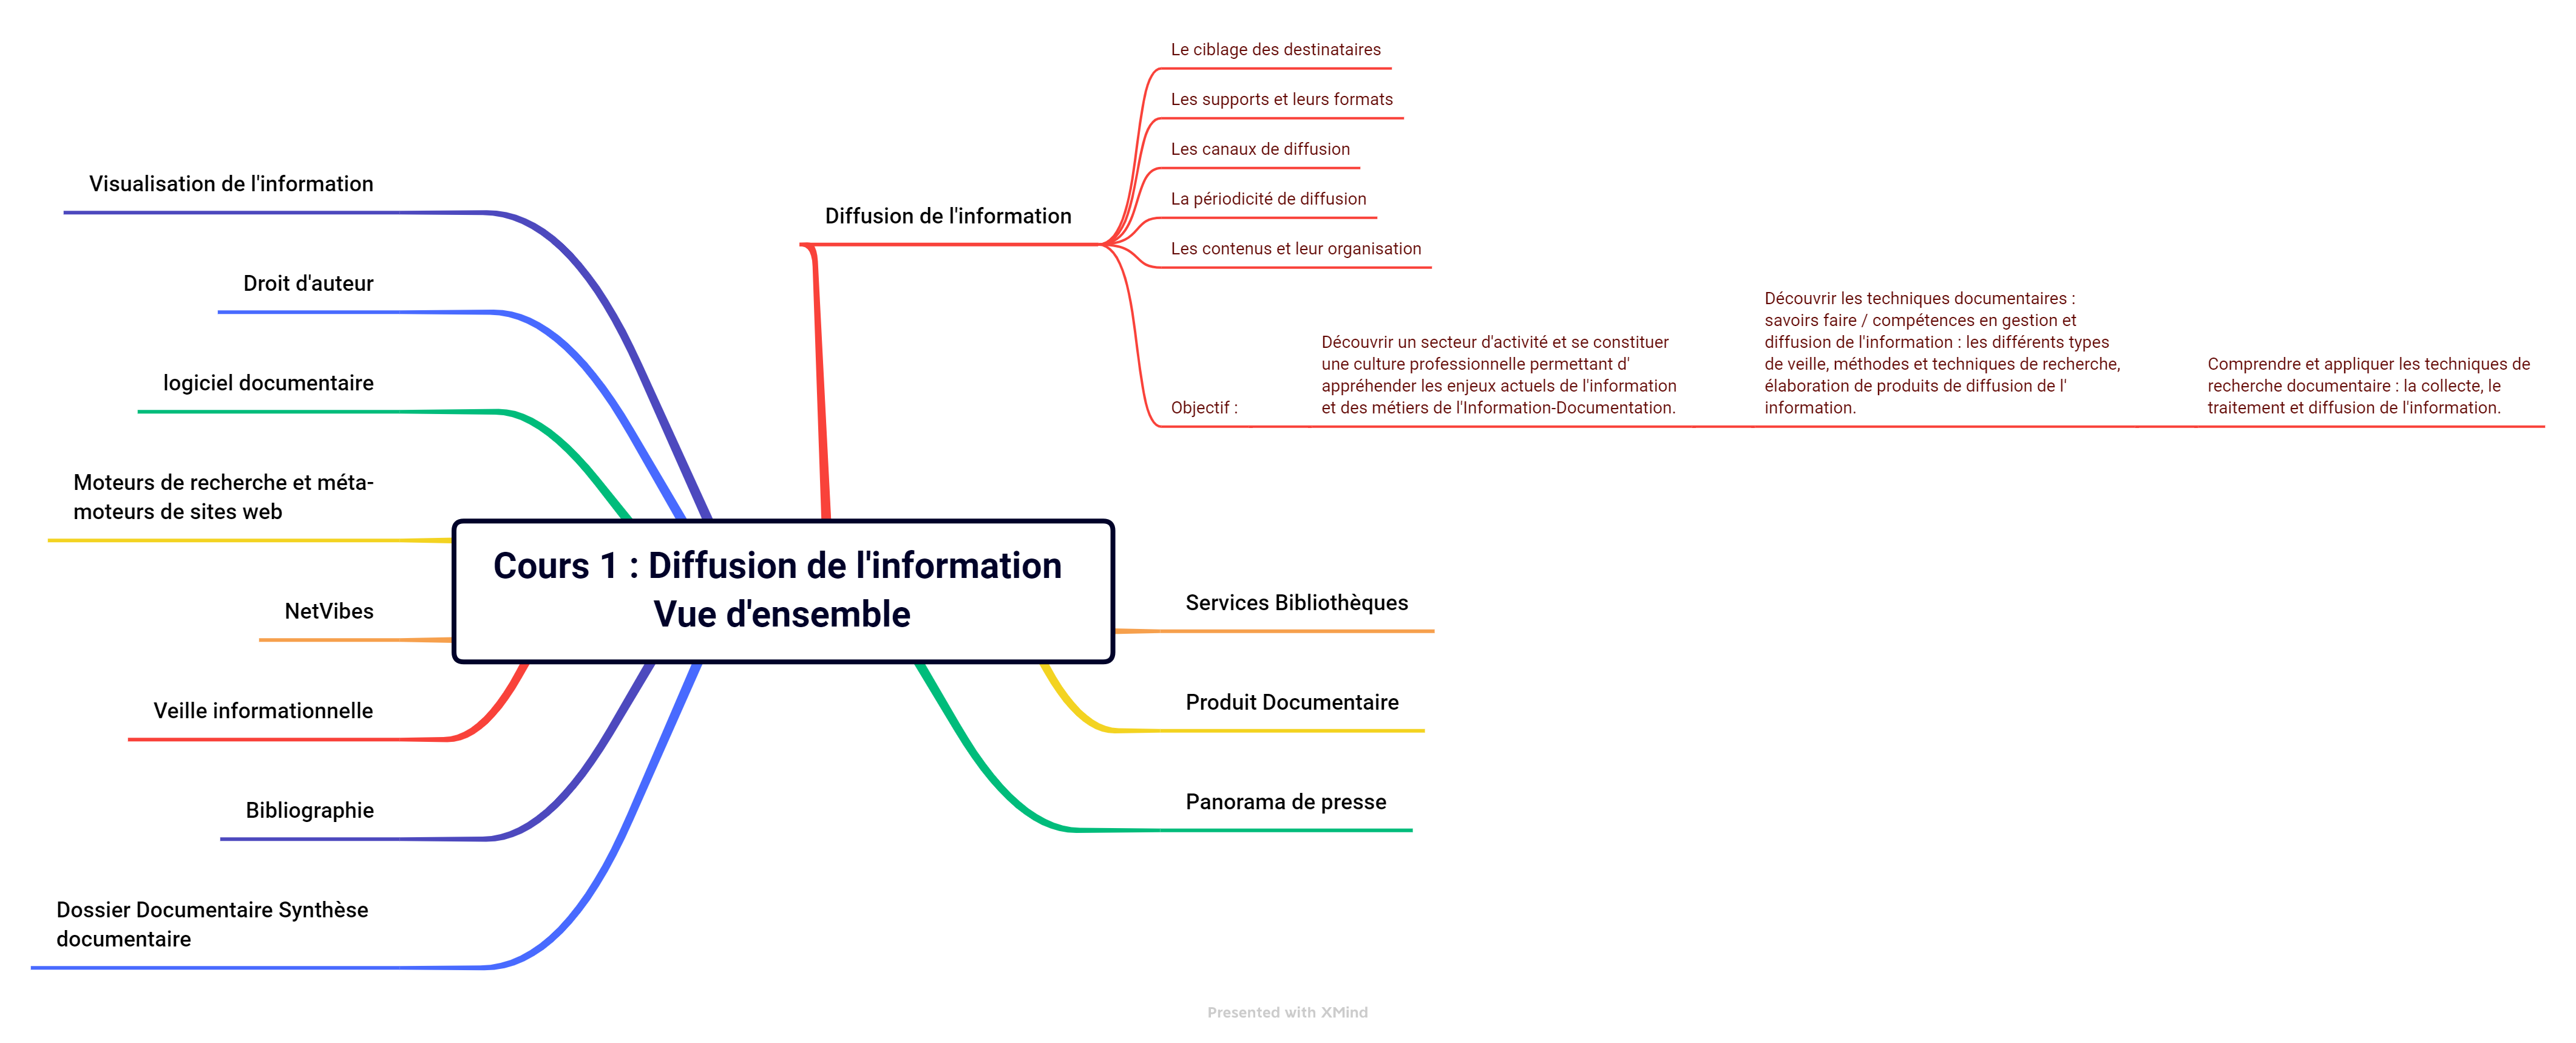 Cours 1 : Diffusion de l'information
Vue d'ensemble
Diffusion de l'information
Le ciblage des destinataires
Les supports et leurs formats
Les canaux de diffusion
La périodicité de diffusion
Les contenus et leur organisation
Objectif :
Découvrir un secteur d'activité et se constituer
une culture professionnelle permettant d'
appréhender les enjeux actuels de l'information
et des métiers de l'Information-Documentation.
Découvrir les techniques documentaires :
savoirs faire / compétences en gestion et
diffusion de l'information : les différents types
de veille, méthodes et techniques de recherche,
élaboration de produits de diffusion de l'
information.
Comprendre et appliquer les techniques de
recherche documentaire : la collecte, le
traitement et diffusion de l'information.
Services Bibliothèques
Produit Documentaire
Panorama de presse
Visualisation de l'information
Droit d'auteur
logiciel documentaire
Moteurs de recherche et méta-
moteurs de sites web
NetVibes
Veille informationnelle
Bibliographie
Dossier Documentaire Synthèse
documentaire
Presented with XMind